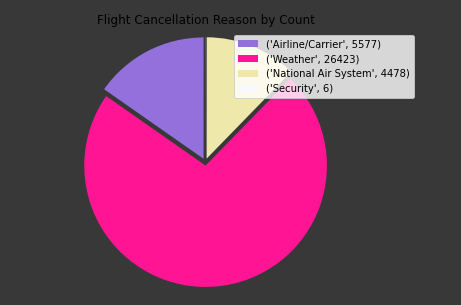 Flight Cancellation Reason by Count
('Airline/Carrier', 5577)
('Weather', 26423)
('National Air System', 4478)
('Security', 6)